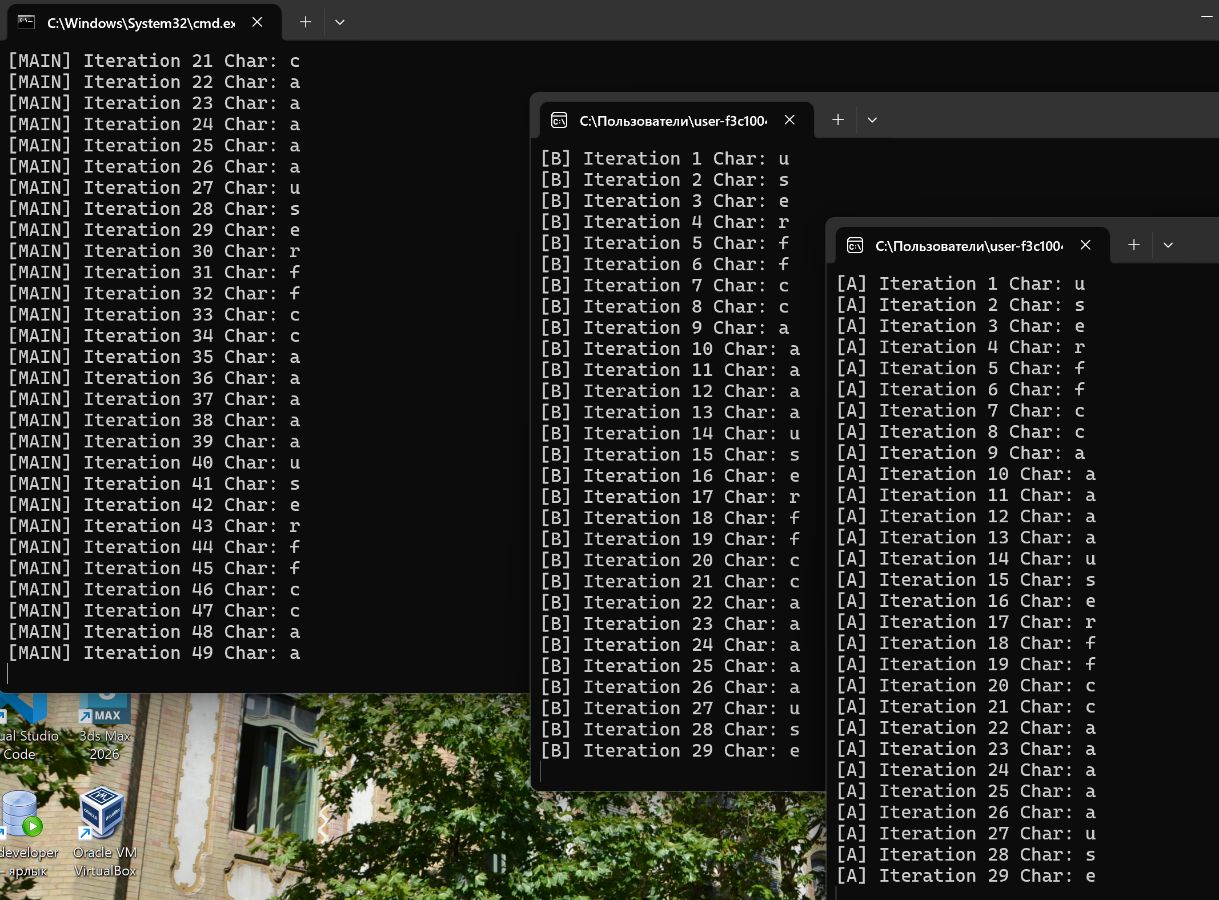 C:\Windows\System32\cmd.ex
[MAIN] Iteration 21 Char: c
[MAIN] Iteration 22 Char: a
[MAIN] Iteration 23 Char: a
[MAIN] Iteration 24 Char: a
[MAIN] Iteration 25 Char: a
[MAIN] Iteration 26 Char: a
[MAIN] Iteration 27 Char: u
[MAIN] Iteration 28 Char: s
[MAIN] Iteration 29 Char: e
[MAIN] Iteration 30 Char: r
[MAIN] Iteration 31 Char: f
[MAIN] Iteration 32 Char: f
[MAIN] Iteration 33 Char: c
[MAIN] Iteration 34 Char: c
[MAIN] Iteration 35 Char: a
[MAIN] Iteration 36 Char: a
[MAIN] Iteration 37 Char: a
[MAIN] Iteration 38 Char: a
[MAIN] Iteration 39 Char: a
[MAIN] Iteration 40 Char: u
[MAIN] Iteration 41 Char: s
[MAIN] Iteration 42 Char: e
[MAIN] Iteration 43 Char: r
[MAIN] Iteration 44 Char: f
[MAIN] Iteration 45 Char: f
[MAIN] Iteration 46 Char: c
[MAIN] Iteration 47 Char: c
[MAIN] Iteration 48 Char: a
[MAIN] Iteration 49 Char: a
C:\Пользователи\user-f3c100
[B] Iteration 1 Char: u
[B] Iteration 2 Char: s
[B] Iteration 3 Char: e
[B] Iteration 4 Char: r
[B] Iteration 5 Char: f
[B] Iteration 6 Char: f
[B] Iteration 7 Char: c
[B] Iteration 8 Char: c
[B] Iteration 9 Char: a
[B] Iteration 10 Char: a
[B] Iteration 11 Char: a
[B] Iteration 12 Char: a
[B] Iteration 13 Char: a
[B] Iteration 14 Char: u
[B] Iteration 15 Char: s
[B] Iteration 16 Char: e
[B] Iteration 17 Char: r
[B] Iteration 18 Char: f
[B] Iteration 19 Char: f
[B] Iteration 20 Char: c
[B] Iteration 21 Char: c
[B] Iteration 22 Char: a
[B] Iteration 23 Char: a
[B] Iteration 24 Char: a
[B] Iteration 25 Char: a
[B] Iteration 26 Char: a
[B] Iteration 27 Char: u
[B] Iteration 28 Char: s
[B] Iteration 29 Char: e
C:\Пользователи\user-f3c100
[A] Iteration 1 Char: u
[A] Iteration 2 Char: s
[A] Iteration 3 Char: e
[A] Iteration 4 Char: r
[A] Iteration 5 Char: f
[A] Iteration 6 Char: f
[A] Iteration 7 Char: c
[A] Iteration 8 Char: c
[A] Iteration 9 Char: a
[A] Iteration 10 Char: a
[A] Iteration 11 Char: a
[A] Iteration 12 Char: a
[A] Iteration 13 Char: a
[A] Iteration 14 Char: u
[A] Iteration 15 Char: s
[A] Iteration 16 Char: e
[A] Iteration 17 Char: r
[A] Iteration 18 Char: f
[A] Iteration 19 Char: f
[A] Iteration 20 Char: c
[A] Iteration 21 Char: c
[A] Iteration 22 Char: a
[A] Iteration 23 Char: a
[A] Iteration 24 Char: a
[A] Iteration 25 Char: a
[A] Iteration 26 Char: a
[A] Iteration 27 Char: u
[A] Iteration 28 Char: s
[A] Iteration 29 Char: e
MAX
ual Studio
Code
3ds Max
2026
developer
ярлык
Oracle VM
VirtualBox